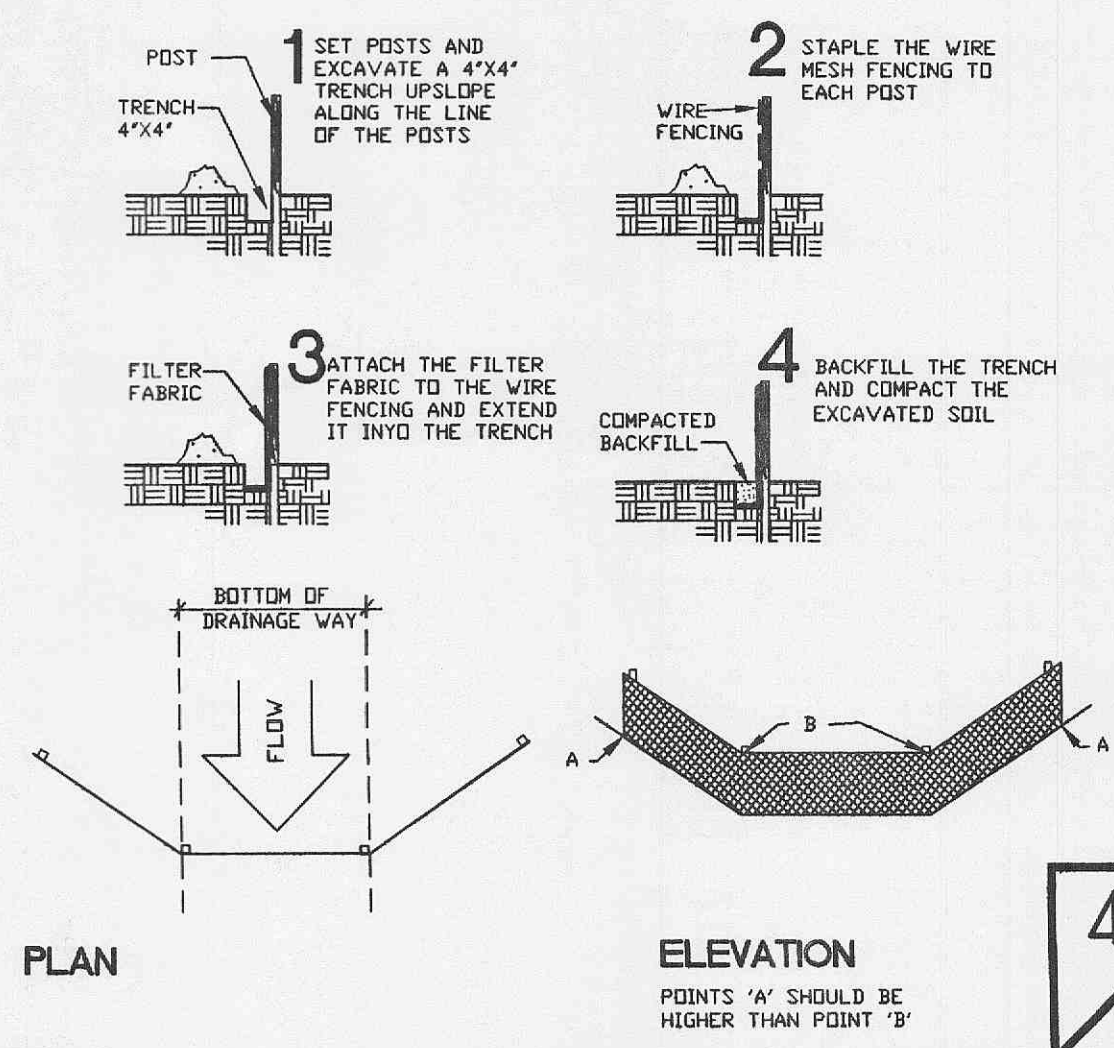 1 SET POSTS AND
EXCAVATE A 4"X4"
TRENCH UPSLOPE
ALONG THE LINE
OF THE POSTS
POST
TRENCH
4"X4"
2 STAPLE THE WIRE
MESH FENCING TO
EACH POST
WIRE
FENCING
3 ATTACH THE FILTER
FABRIC TO THE WIRE
FENCING AND EXTEND
IT INYO THE TRENCH
FILTER
FABRIC
4 BACKFILL THE TRENCH
AND COMPACT THE
EXCAVATED SOIL
COMPACTED
BACKFILL
BOTTOM OF
DRAINAGE WAY
FLOW
PLAN
B
A
A
ELEVATION
POINTS 'A' SHOULD BE
HIGHER THAN POINT 'B'
4